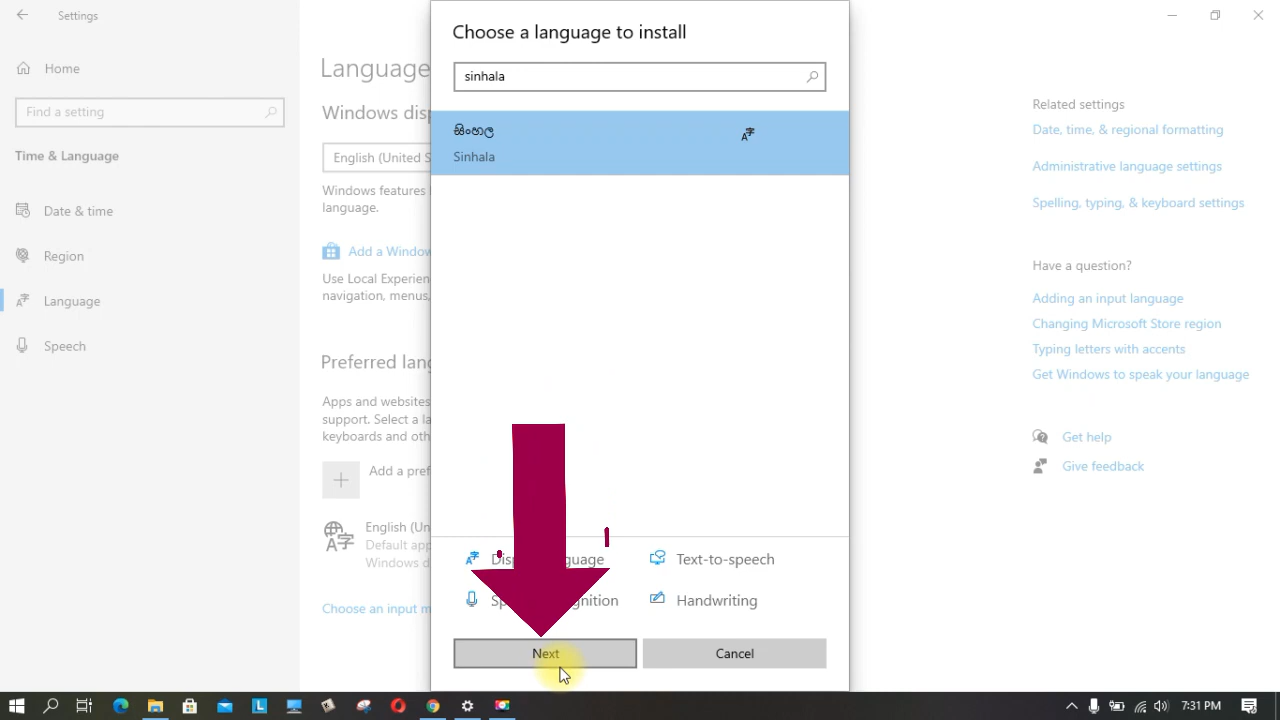 Settings
Home
Find a setting
Time & Language
Date & time
Region
Language
Speech
Language
Windows disp
English (United S
Windows features
language.
Add a Window
Use Local Experien
navigation, menus,
Preferred lang
Apps and websites
support. Select a la
keyboards and oth
Add a pref
English (Un
Default app
Windows d
Choose an input m
Choose a language to install
sinhala
සිංහල
Sinhala
Text-to-speech
Handwriting
Next
Cancel
Related settings
Date, time, & regional formatting
Administrative language settings
Spelling, typing, & keyboard settings
Have a question?
Adding an input language
Changing Microsoft Store region
Typing letters with accents
Get Windows to speak your language
Get help
Give feedback
7:31 PM